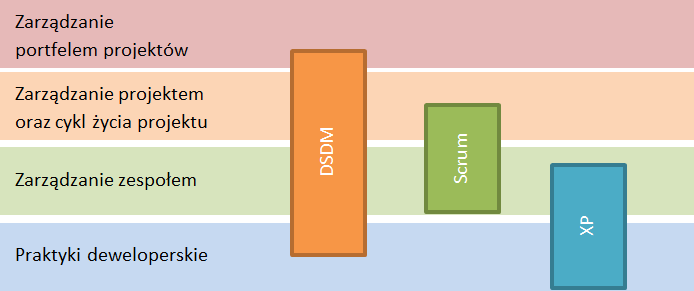 Zarządzanie
portfelem projektów
Zarządzanie projektem
oraz cykl życia projektu
Zarządzanie zespołem
Praktyki deweloperskie
DSDM
Scrum
XP